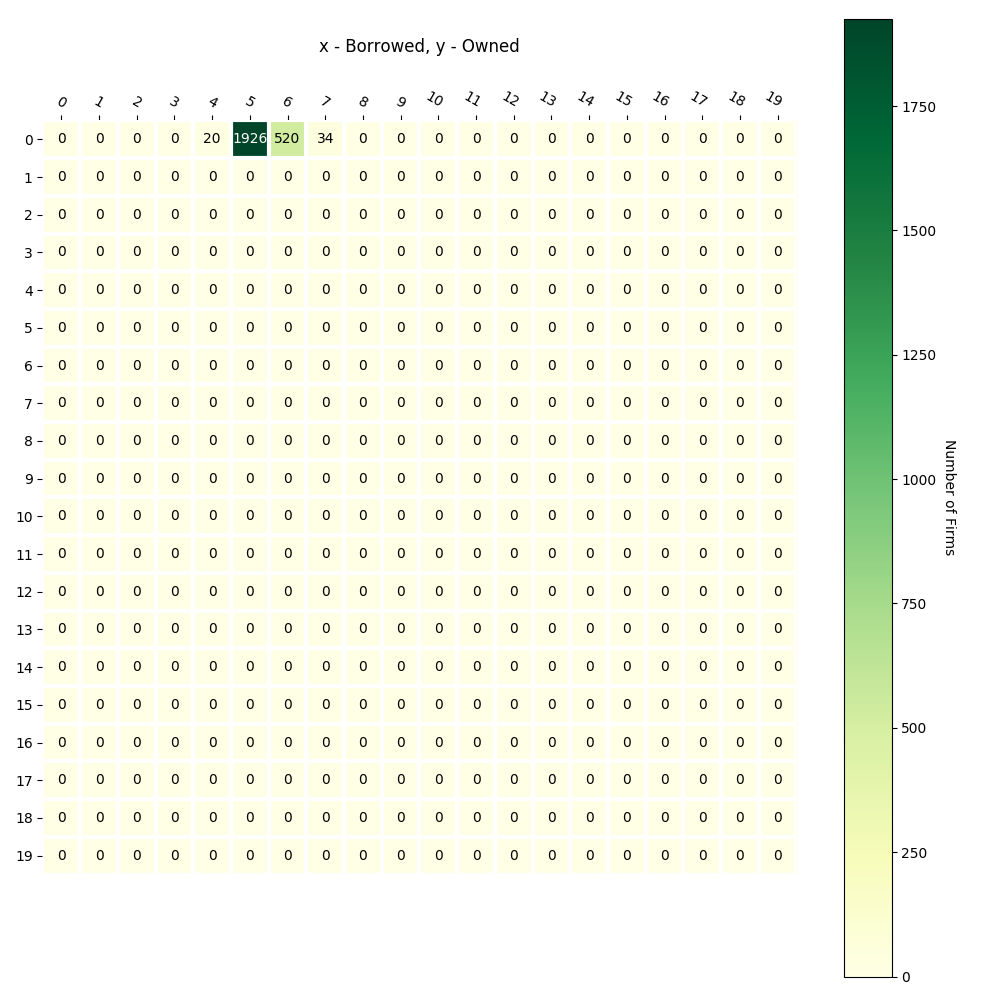 x - Borrowed, y - Owned
0 1 2 3 4 5 6 7 8 9 10 11 12 13 14 15 16 17 18 19
0 0 0 0 0 20 1926 520 34 0 0 0 0 0 0 0 0 0 0 0 0
1 0 0 0 0 0 0 0 0 0 0 0 0 0 0 0 0 0 0 0 0
2 0 0 0 0 0 0 0 0 0 0 0 0 0 0 0 0 0 0 0 0
3 0 0 0 0 0 0 0 0 0 0 0 0 0 0 0 0 0 0 0 0
4 0 0 0 0 0 0 0 0 0 0 0 0 0 0 0 0 0 0 0 0
5 0 0 0 0 0 0 0 0 0 0 0 0 0 0 0 0 0 0 0 0
6 0 0 0 0 0 0 0 0 0 0 0 0 0 0 0 0 0 0 0 0
7 0 0 0 0 0 0 0 0 0 0 0 0 0 0 0 0 0 0 0 0
8 0 0 0 0 0 0 0 0 0 0 0 0 0 0 0 0 0 0 0 0
9 0 0 0 0 0 0 0 0 0 0 0 0 0 0 0 0 0 0 0 0
10 0 0 0 0 0 0 0 0 0 0 0 0 0 0 0 0 0 0 0 0
11 0 0 0 0 0 0 0 0 0 0 0 0 0 0 0 0 0 0 0 0
12 0 0 0 0 0 0 0 0 0 0 0 0 0 0 0 0 0 0 0 0
13 0 0 0 0 0 0 0 0 0 0 0 0 0 0 0 0 0 0 0 0
14 0 0 0 0 0 0 0 0 0 0 0 0 0 0 0 0 0 0 0 0
15 0 0 0 0 0 0 0 0 0 0 0 0 0 0 0 0 0 0 0 0
16 0 0 0 0 0 0 0 0 0 0 0 0 0 0 0 0 0 0 0 0
17 0 0 0 0 0 0 0 0 0 0 0 0 0 0 0 0 0 0 0 0
18 0 0 0 0 0 0 0 0 0 0 0 0 0 0 0 0 0 0 0 0
19 0 0 0 0 0 0 0 0 0 0 0 0 0 0 0 0 0 0 0 0
1750
1500
1250
1000
750
500
250
0
Number of Firms